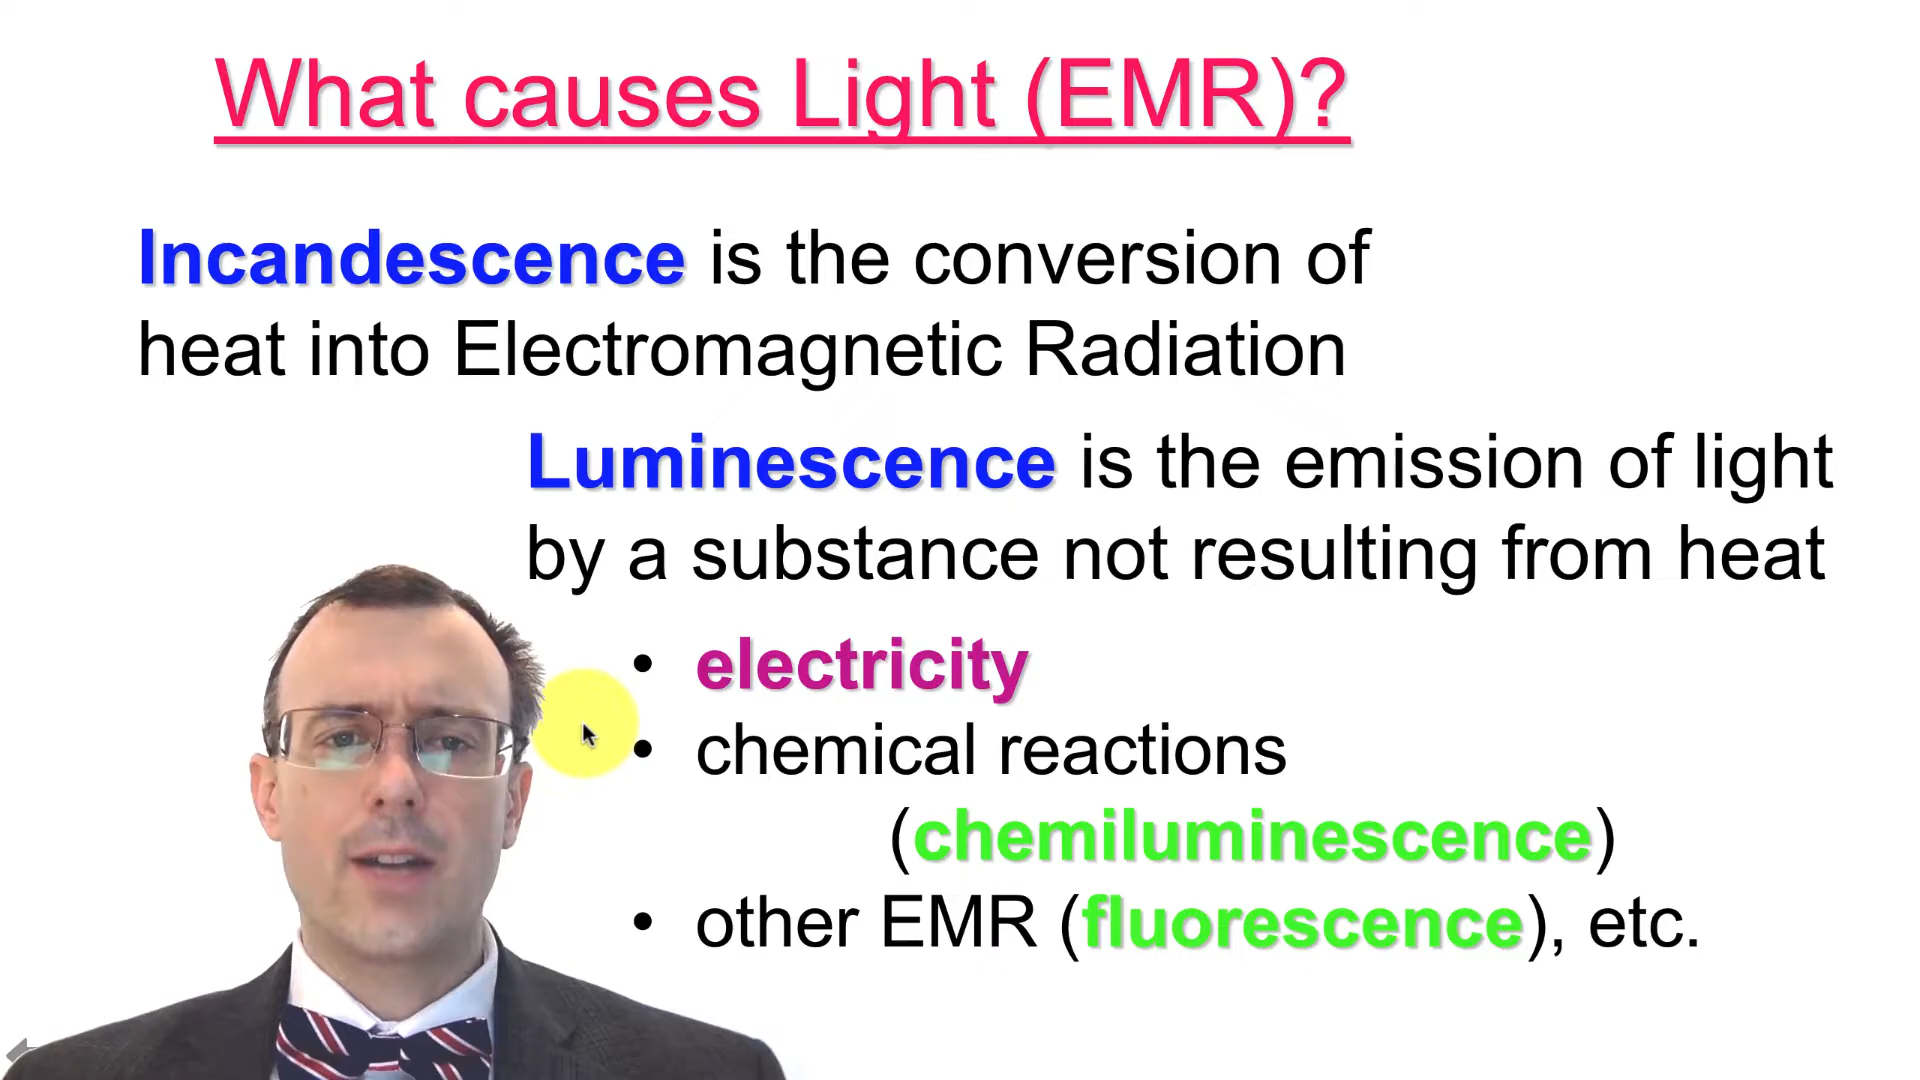 What causes Light (EMR)?
Incandescence is the conversion of
heat into Electromagnetic Radiation
Luminescence is the emission of light
by a substance not resulting from heat
• electricity
• chemical reactions
(chemiluminescence)
• other EMR (fluorescence), etc.